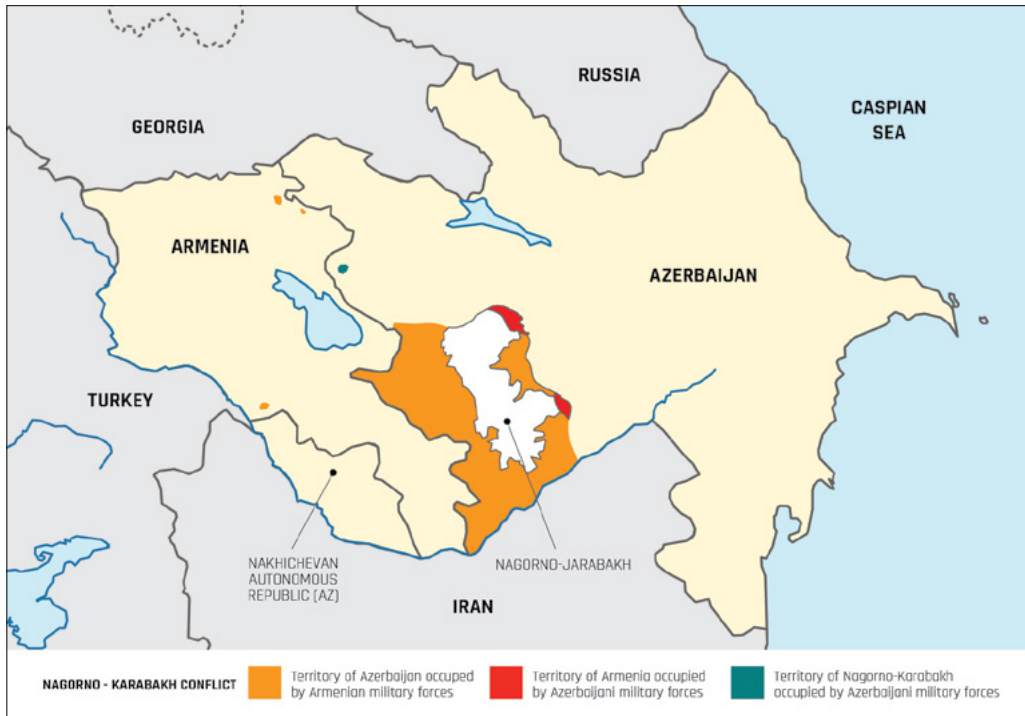 RUSSIA
CASPIAN
SEA
GEORGIA
ARMENIA
AZERBAIJAN
TURKEY
NAKHICHEVAN
AUTONOMOUS
REPUBLIC (AZ)
NAGORNO-JARABAKH
IRAN
NAGORNO - KARABAKH CONFLICT
Territory of Azerbaijan occuped
by Armenian military forces
Territory of Armenia occupied
by Azerbaijani military forces
Territory of Nagorno-Karabakh
occupied by Azerbaijani military forces